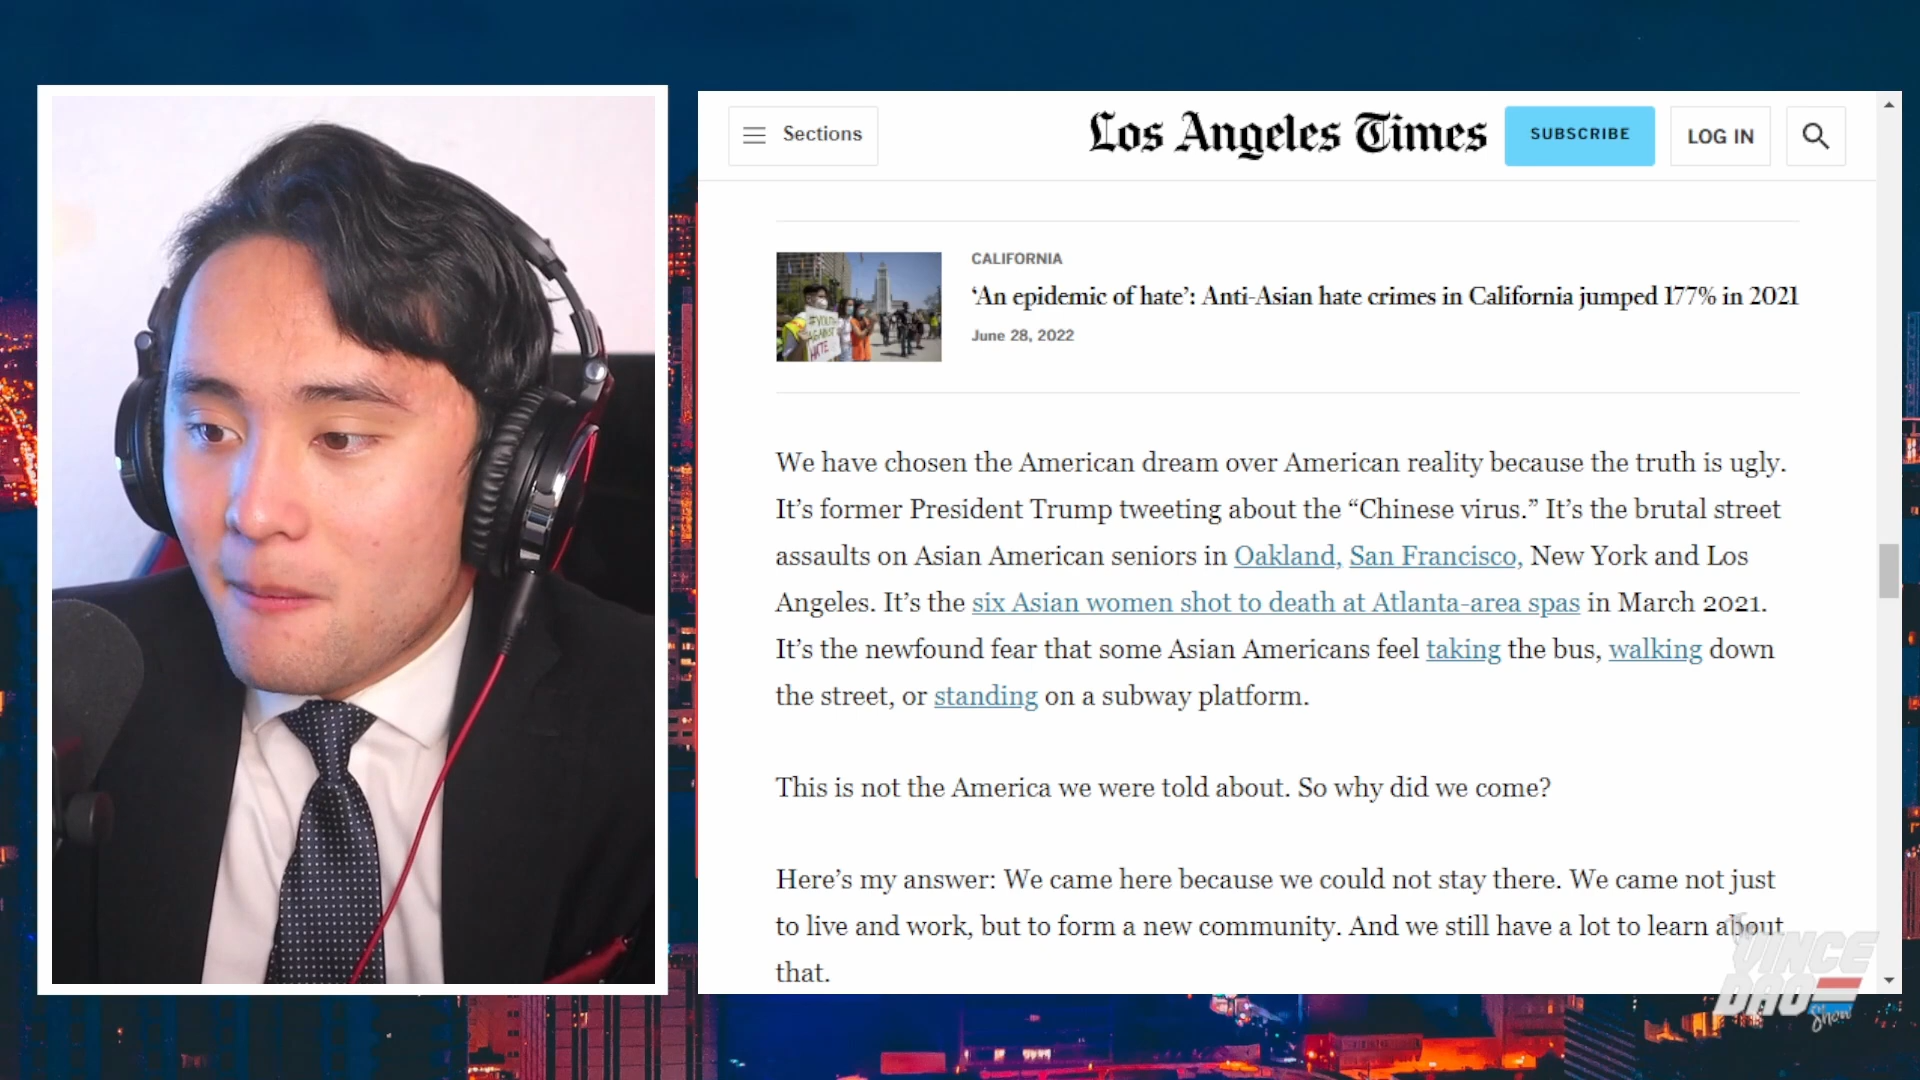 Sections
Los Angeles Times
SUBSCRIBE
LOG IN
CALIFORNIA
‘An epidemic of hate’: Anti-Asian hate crimes in California jumped 177% in 2021
June 28, 2022
#YOUTH
AGAINST
HATE
We have chosen the American dream over American reality because the truth is ugly.
It’s former President Trump tweeting about the “Chinese virus.” It’s the brutal street
assaults on Asian American seniors in Oakland, San Francisco, New York and Los
Angeles. It’s the six Asian women shot to death at Atlanta-area spas in March 2021.
It’s the newfound fear that some Asian Americans feel taking the bus, walking down
the street, or standing on a subway platform.
This is not the America we were told about. So why did we come?
Here’s my answer: We came here because we could not stay there. We came not just
to live and work, but to form a new community. And we still have a lot to learn about
that.
The
VINCE
DAO
Show